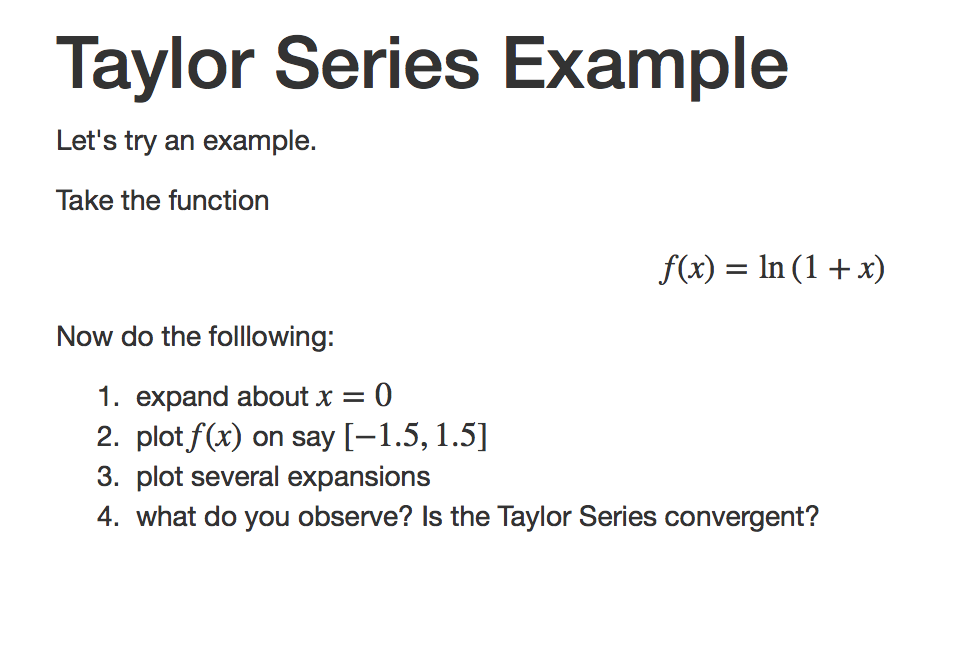 Taylor Series Example
Let's try an example.
Take the function
f(x) = ln (1 + x)
Now do the folllowing:
1. expand about x = 0
2. plot f(x) on say [−1.5, 1.5]
3. plot several expansions
4. what do you observe? Is the Taylor Series convergent?